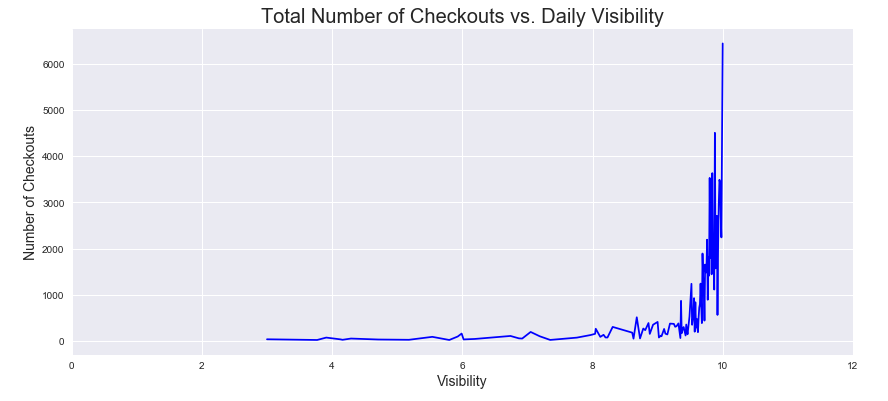 Total Number of Checkouts vs. Daily Visibility
Number of Checkouts
6000
5000
4000
3000
2000
1000
0
0 2 4 6 8 10 12
Visibility